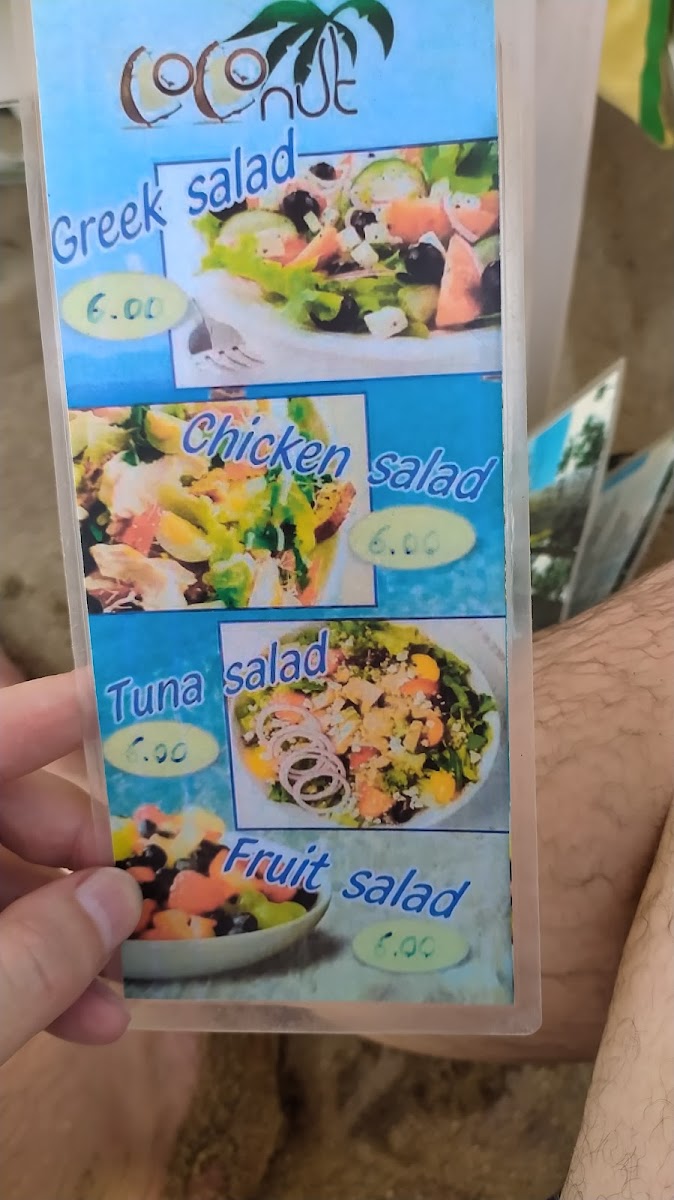 coconut
Greek salad
6.00
Chicken salad
6.00
Tuna salad
6.00
Fruit salad
6.00